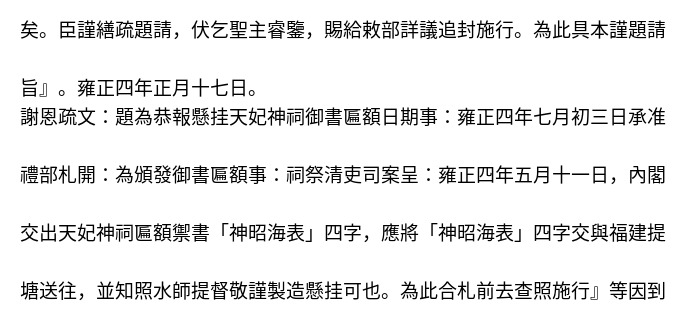 矣。臣謹繕疏題請，伏乞聖主睿鑒，賜給敕部詳議追封施行。為此具本謹題請
旨』。雍正四年正月十七日。
謝恩疏文：題為恭報懸挂天妃神祠御書匾額日期事：雍正四年七月初三日承准
禮部札開：為頒發御書匾額事：祠祭清吏司案呈：雍正四年五月十一日，內閣
交出天妃神祠匾額禦書「神昭海表」四字，應將「神昭海表」四字交與福建提
塘送往，並知照水師提督敬謹製造懸挂可也。為此合札前去查照施行』等因到